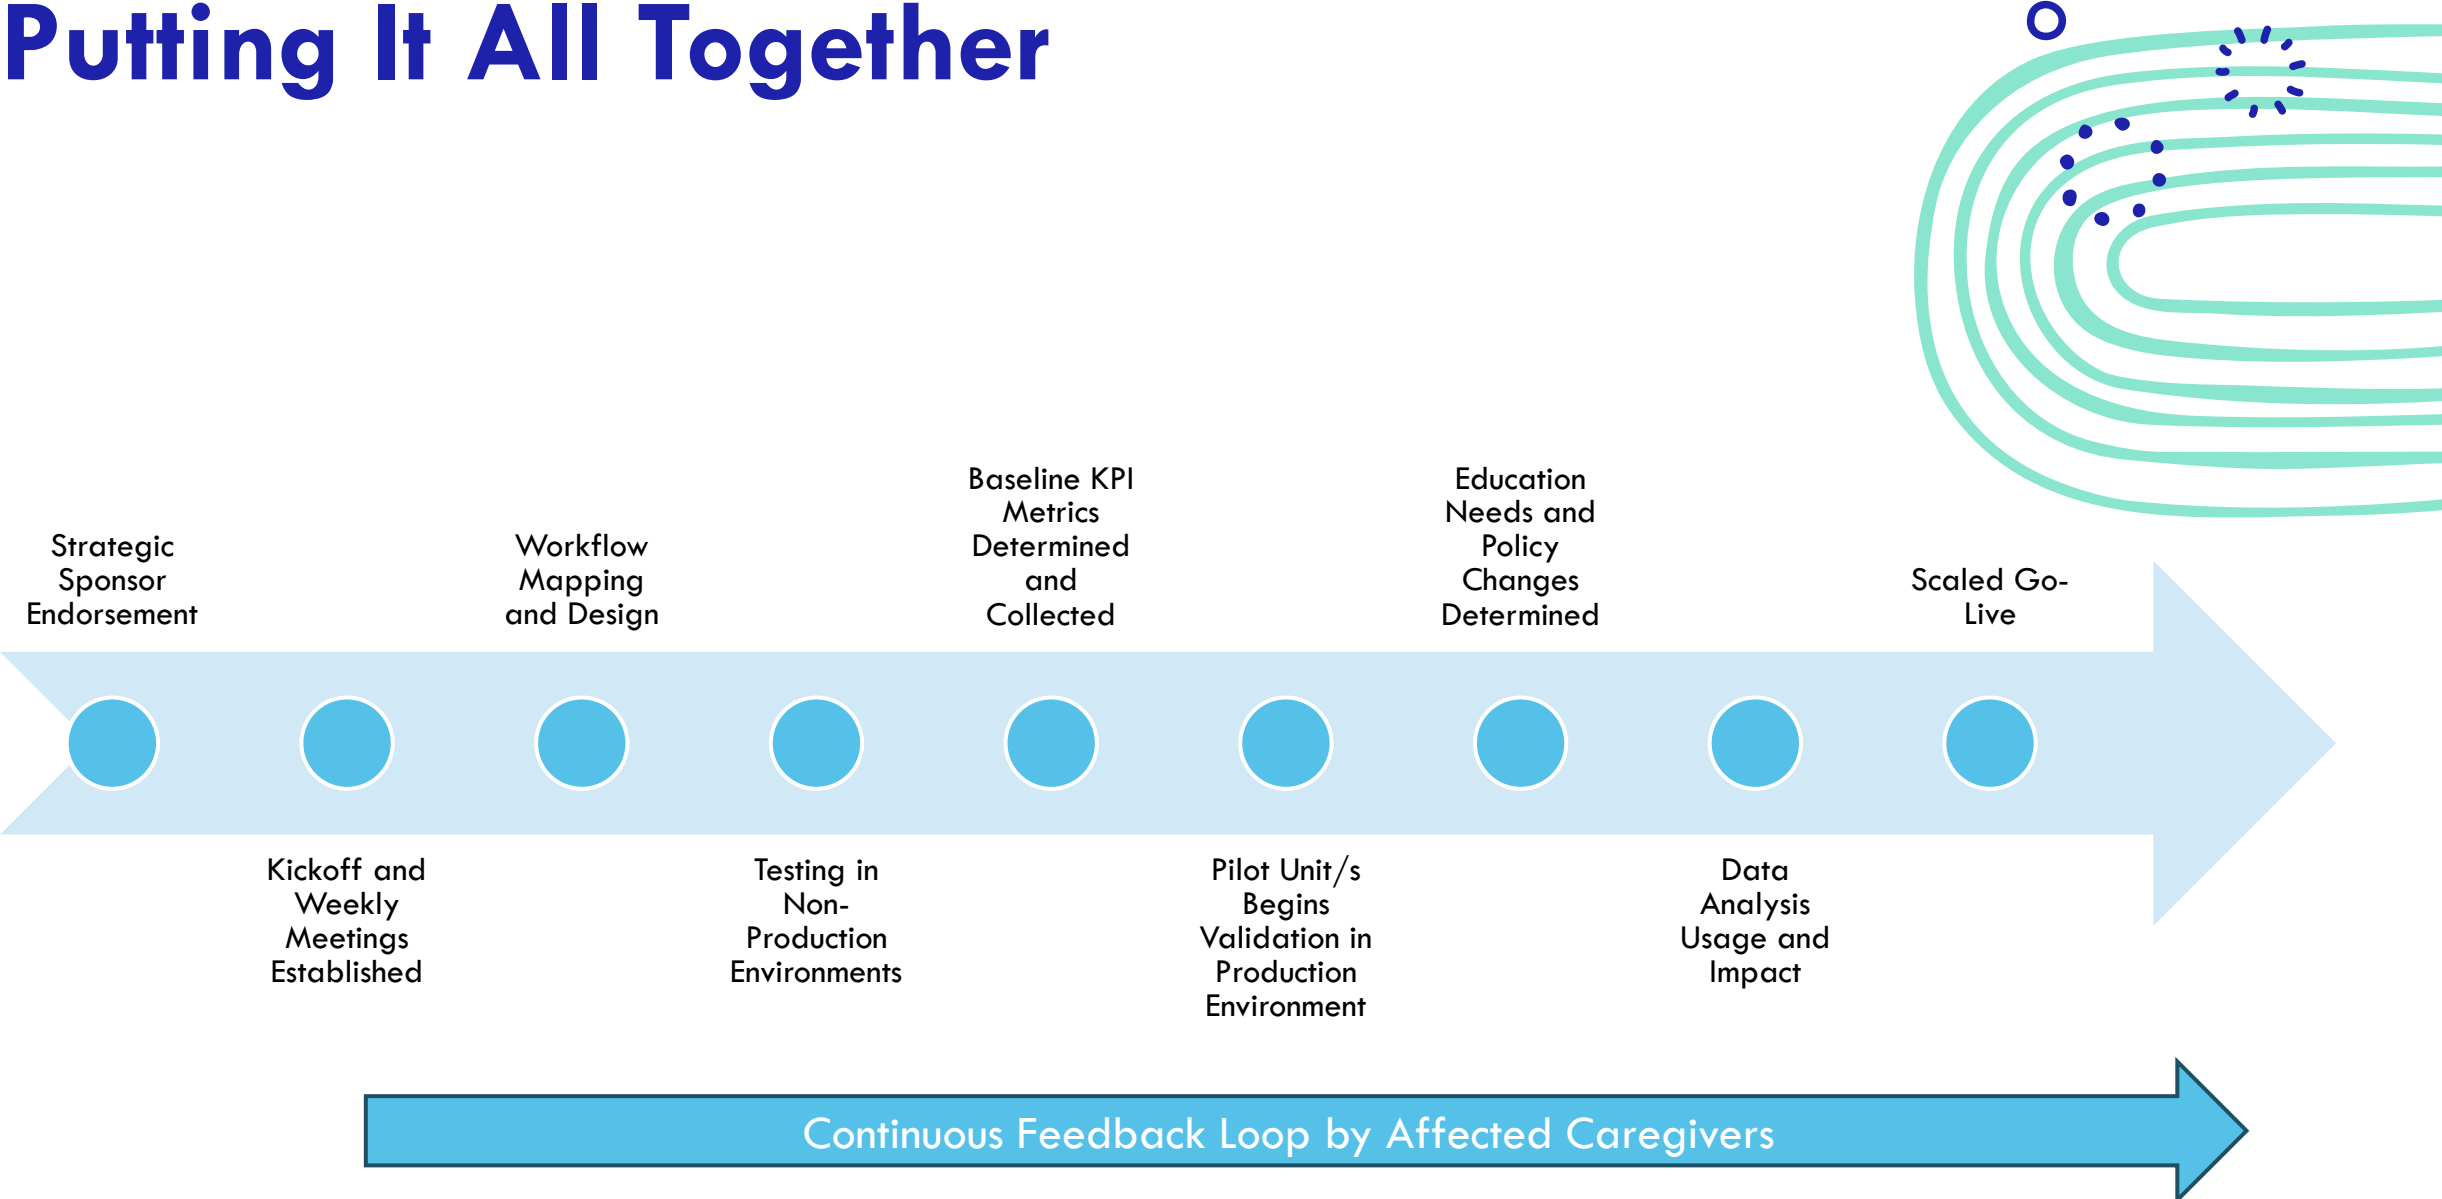 Putting It All Together
Strategic
Sponsor
Endorsement
Kickoff and
Weekly
Meetings
Established
Workflow
Mapping
and Design
Testing in
Non-
Production
Environments
Baseline KPI
Metrics
Determined
and
Collected
Pilot Unit/s
Begins
Validation in
Production
Environment
Education
Needs and
Policy
Changes
Determined
Data
Analysis
Usage and
Impact
Scaled Go-
Live
Continuous Feedback Loop by Affected Caregivers